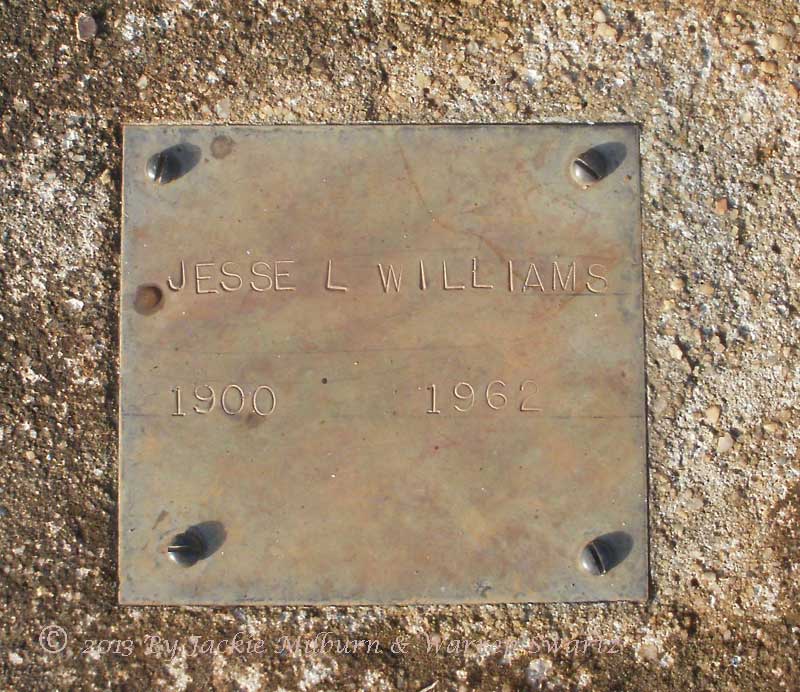 JESSE L WILLIAMS
1900 1962
© 2013 By Jackie Milburn & Warren Swartz